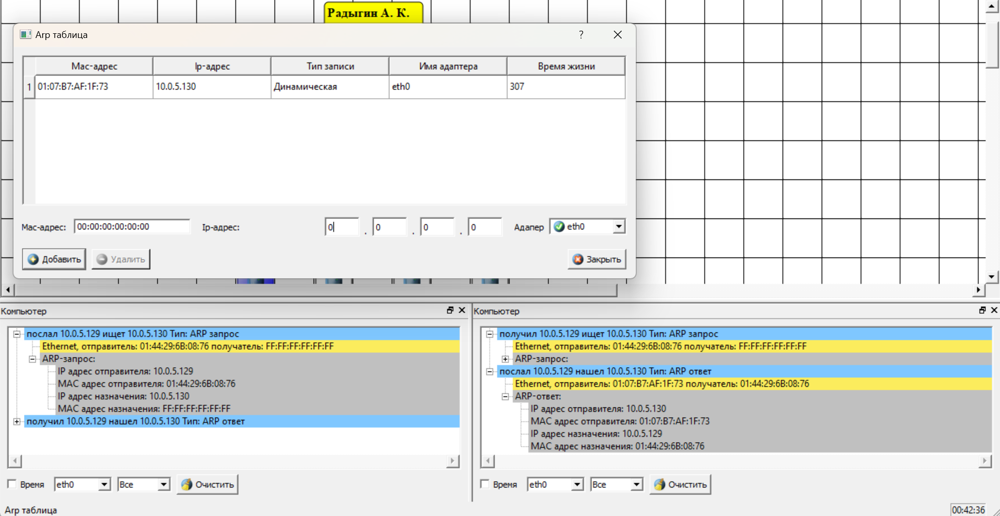 Радыгин А. К.
Arp таблица
?
Mac-адрес Ip-адрес Тип записи Имя адаптера Время жизни
1 01:07:B7:AF:1F:73 10.0.5.130 Динамическая eth0 307
Mac-адрес: 00:00:00:00:00:00 Ip-адрес: 0 . 0 . 0 . 0 Адапер eth0
Добавить Удалить Закрыть
Компьютер
послал 10.0.5.129 ищет 10.0.5.130 Тип: ARP запрос
Ethernet, отправитель: 01:44:29:6B:08:76 получатель: FF:FF:FF:FF:FF:FF
ARP-запрос:
IP адрес отправителя: 10.0.5.129
MAC адрес отправителя: 01:44:29:6B:08:76
IP адрес назначения: 10.0.5.130
MAC адрес назначения: FF:FF:FF:FF:FF:FF
получил 10.0.5.129 нашел 10.0.5.130 Тип: ARP ответ
Время eth0 Все Очистить
Компьютер
получил 10.0.5.129 ищет 10.0.5.130 Тип: ARP запрос
Ethernet, отправитель: 01:44:29:6B:08:76 получатель: FF:FF:FF:FF:FF:FF
ARP-запрос:
послал 10.0.5.129 нашел 10.0.5.130 Тип: ARP ответ
Ethernet, отправитель: 01:07:B7:AF:1F:73 получатель: 01:44:29:6B:08:76
ARP-ответ:
IP адрес отправителя: 10.0.5.130
MAC адрес отправителя: 01:07:B7:AF:1F:73
IP адрес назначения: 10.0.5.129
MAC адрес назначения: 01:44:29:6B:08:76
Время eth0 Все Очистить
Arp таблица 00:42:36